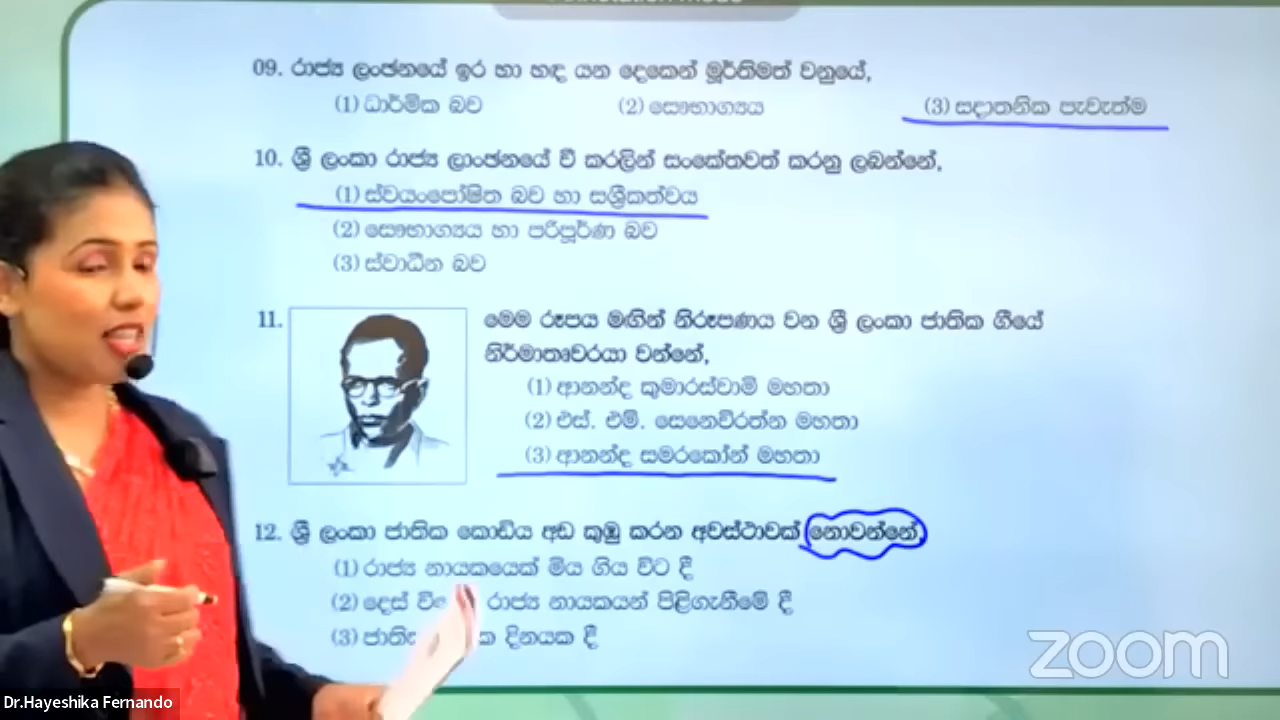 09. රාජ්‍ය ලංඡනයේ ඉර හා හඳ යන දෙකෙන් මූර්තිමත් වනුයේ,
(1) ධාර්මික බව (2) සෞභාග්‍යය (3) සදාතනික පැවැත්ම
10. ශ්‍රී ලංකා රාජ්‍ය ලාංඡනයේ වී කරලින් සංකේතවත් කරනු ලබන්නේ,
(1) ස්වයංපෝෂිත බව හා සශ්‍රීකත්වය
(2) සෞභාග්‍යය හා පරිපූර්ණ බව
(3) ස්වාධීන බව
11. මෙම රූපය මඟින් නිරූපණය වන ශ්‍රී ලංකා ජාතික ගීයේ
නිර්මාතෘවරයා වන්නේ,
(1) ආනන්ද කුමාරස්වාමි මහතා
(2) එස්. එම්. සෙනෙවිරත්න මහතා
(3) ආනන්ද සමරකෝන් මහතා
12. ශ්‍රී ලංකා ජාතික කොඩිය අඩ කුඹු කරන අවස්ථාවක් නොවන්නේ,
(1) රාජ්‍ය නායකයෙක් මිය ගිය විට දී
(2) දෙස් රාජ්‍ය නායකයන් පිළිගැනීමේ දී
(3) දිනයක දී
zoom
Dr.Hayeshika Fernando